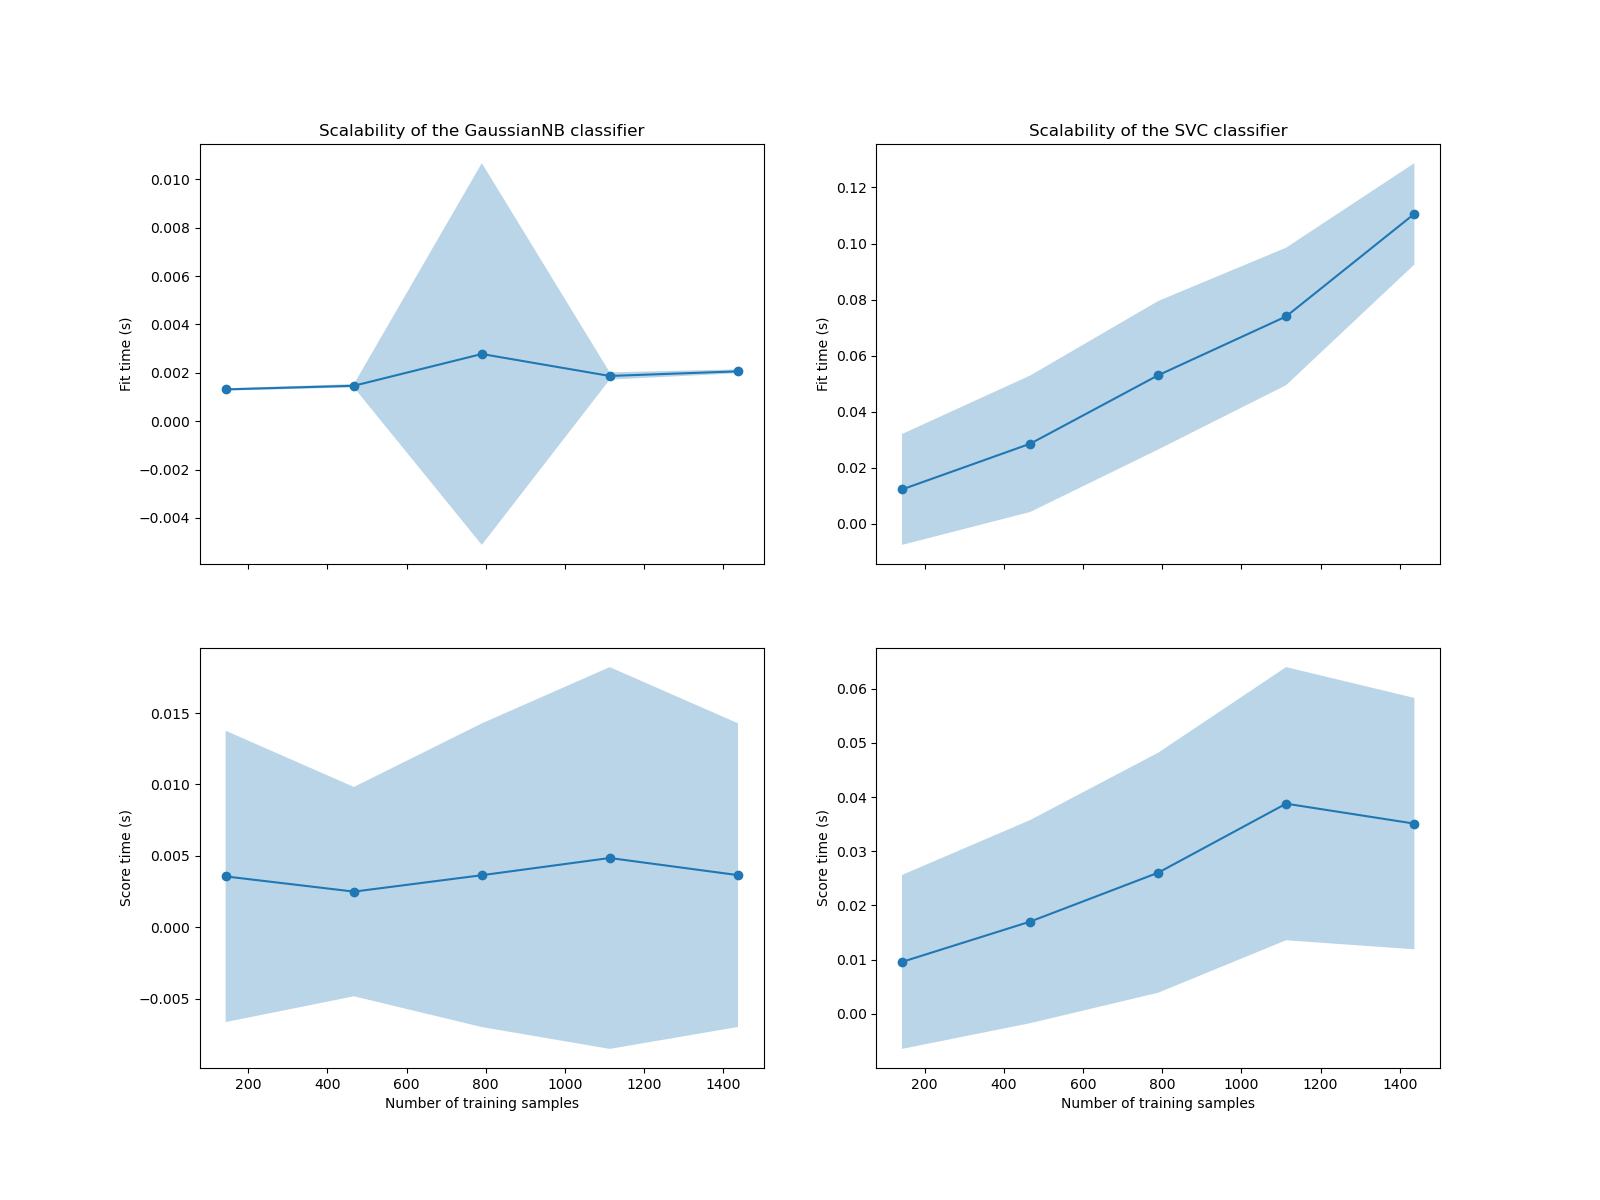 Scalability of the GaussianNB classifier
0.010
0.008
0.006
0.004
0.002
0.000
−0.002
−0.004
Fit time (s)
Scalability of the SVC classifier
0.12
0.10
0.08
0.06
0.04
0.02
0.00
Fit time (s)
0.015
0.010
0.005
0.000
−0.005
Score time (s)
200 400 600 800 1000 1200 1400
Number of training samples
0.06
0.05
0.04
0.03
0.02
0.01
0.00
Score time (s)
200 400 600 800 1000 1200 1400
Number of training samples